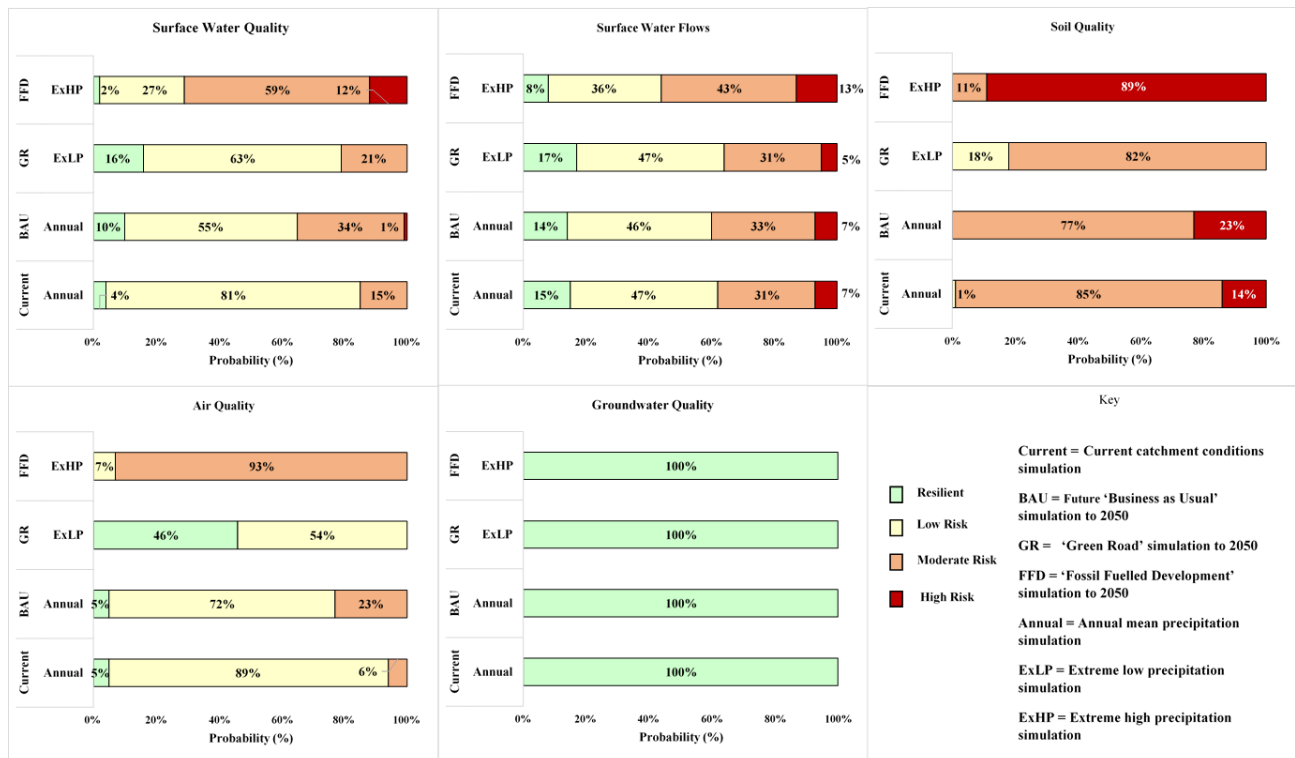 Surface Water Quality
FFD ExHP 2% 27% 59% 12%
GR ExLP 16% 63% 21%
BAU Annual 10% 55% 34% 1%
Current Annual 4% 81% 15%
0% 20% 40% 60% 80% 100%
Probability (%)
Surface Water Flows
FFD ExHP 8% 36% 43% 13%
GR ExLP 17% 47% 31% 5%
BAU Annual 14% 46% 33% 7%
Current Annual 15% 47% 31% 7%
0% 20% 40% 60% 80% 100%
Probability (%)
Soil Quality
FFD ExHP 11% 89%
GR ExLP 18% 82%
BAU Annual 77% 23%
Current Annual 1% 85% 14%
0% 20% 40% 60% 80% 100%
Probability (%)
Air Quality
FFD ExHP 7% 93%
GR ExLP 46% 54%
BAU Annual 5% 72% 23%
Current Annual 5% 89% 6%
0% 20% 40% 60% 80% 100%
Probability (%)
Groundwater Quality
FFD ExHP 100%
GR ExLP 100%
BAU Annual 100%
Current Annual 100%
0% 20% 40% 60% 80% 100%
Probability (%)
Key
Resilient
Low Risk
Moderate Risk
High Risk
Current = Current catchment conditions
simulation
BAU = Future ‘Business as Usual’
simulation to 2050
GR = ‘Green Road’ simulation to 2050
FFD = ‘Fossil Fuelled Development’
simulation to 2050
Annual = Annual mean precipitation
simulation
ExLP = Extreme low precipitation
simulation
ExHP = Extreme high precipitation
simulation